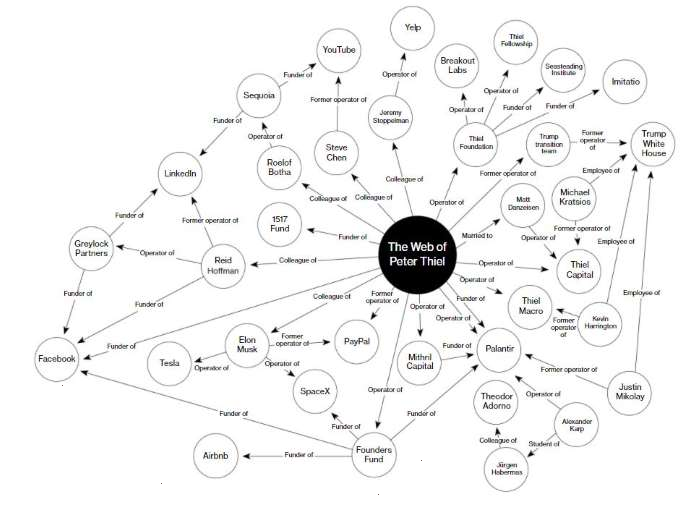 Yelp
YouTube
Thiel
Fellowship
Breakout
Labs
Seasteading
Institute
Imitatio
Funder of
Operator of
Operator of
Sequoia
Former operator of
Operator of
Funder of
Funder of
Jeremy
Stoppelman
Operator of
Funder of
Thiel
Foundation
Trump
transition
team
Former
operator
of
Trump
White
House
Steve
Chen
LinkedIn
Roelof
Botha
Colleague of
Former operator of
Employee of
Colleague of
Colleague of
Operator of
Matt
Danzeisen
Michael
Kratsios
1517
Fund
Funder of
Former operator of
Former operator of
Funder of
Married to
Operator of
Employee of
Greylock
Partners
Operator of
Reid
Hoffman
Colleague of
The Web of
Peter Thiel
Operator of
Thiel
Capital
Funder of
Funder of
Colleague of
Former
operator of
Operator of
Funder of
Operator of
Operator of
Thiel
Macro
Former
operator
of
Kevin
Harrington
Employee of
Facebook
Funder of
Elon
Musk
Former
operator of
PayPal
Mithril
Capital
Funder of
Palantir
Tesla
Operator of
Operator of
Former operator of
SpaceX
Operator of
Theodor
Adorno
Operator of
Justin
Mikolay
Funder of
Funder of
Funder of
Alexander
Karp
Colleague of
Student of
Airbnb
Funder of
Founders
Fund
Jürgen
Habermas